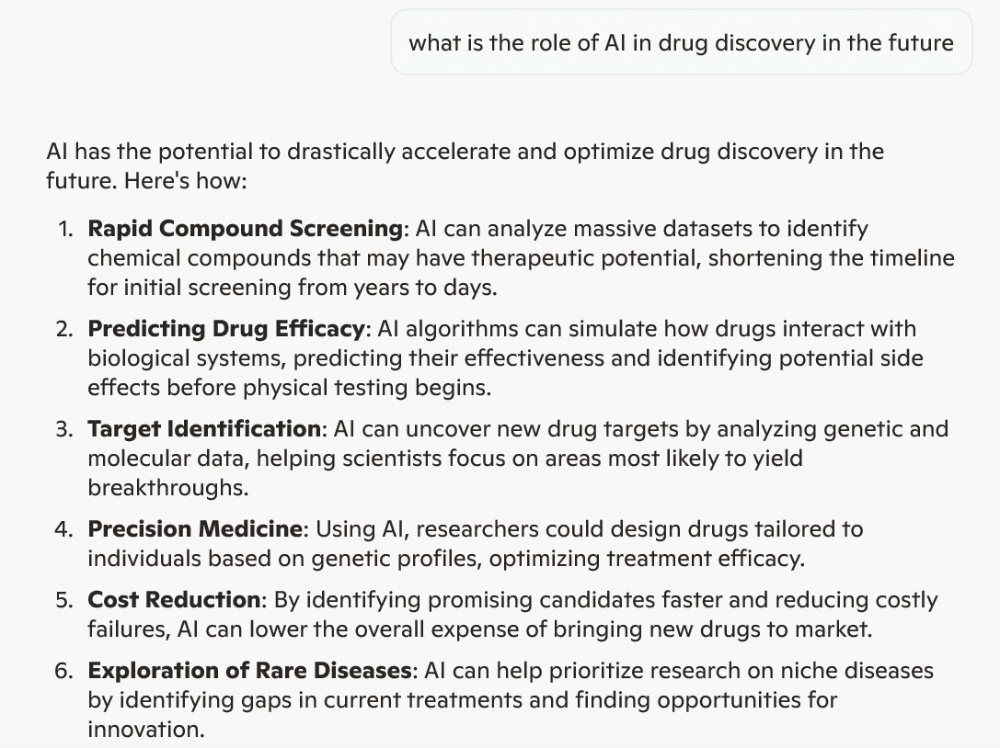 what is the role of AI in drug discovery in the future
AI has the potential to drastically accelerate and optimize drug discovery in the
future. Here's how:
1. Rapid Compound Screening: AI can analyze massive datasets to identify
chemical compounds that may have therapeutic potential, shortening the timeline
for initial screening from years to days.
2. Predicting Drug Efficacy: AI algorithms can simulate how drugs interact with
biological systems, predicting their effectiveness and identifying potential side
effects before physical testing begins.
3. Target Identification: AI can uncover new drug targets by analyzing genetic and
molecular data, helping scientists focus on areas most likely to yield
breakthroughs.
4. Precision Medicine: Using AI, researchers could design drugs tailored to
individuals based on genetic profiles, optimizing treatment efficacy.
5. Cost Reduction: By identifying promising candidates faster and reducing costly
failures, AI can lower the overall expense of bringing new drugs to market.
6. Exploration of Rare Diseases: AI can help prioritize research on niche diseases
by identifying gaps in current treatments and finding opportunities for
innovation.